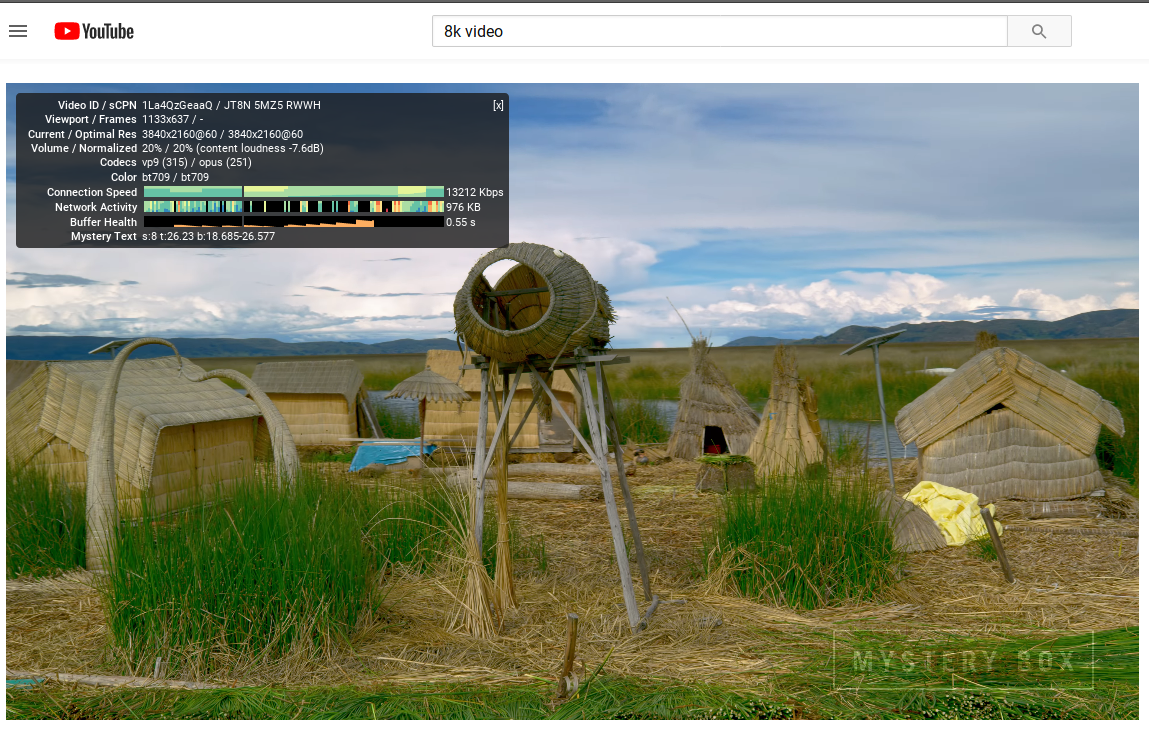 YouTube
8k video
Video ID / sCPN 1La4QzGeaaQ / JT8N 5MZ5 RWWH [x]
Viewport / Frames 1133x637 / -
Current / Optimal Res 3840x2160@60 / 3840x2160@60
Volume / Normalized 20% / 20% (content loudness -7.6dB)
Codecs vp9 (315) / opus (251)
Color bt709 / bt709
Connection Speed 13212 Kbps
Network Activity 976 KB
Buffer Health 0.55 s
Mystery Text s:8 t:26.23 b:18.685-26.577
MYSTERY BOX